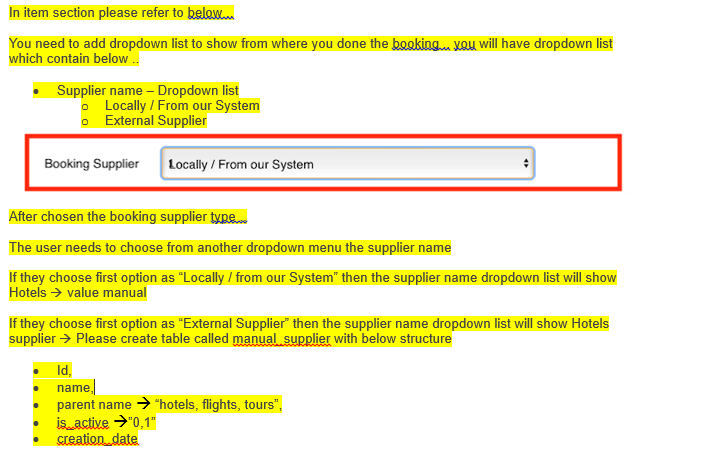 In item section please refer to below…
You need to add dropdown list to show from where you done the booking… you will have dropdown list
which contain below ..
• Supplier name – Dropdown list
o Locally / From our System
o External Supplier
Booking Supplier 1.Locally / From our System
After chosen the booking supplier type…
The user needs to choose from another dropdown menu the supplier name
If they choose first option as “Locally / from our System” then the supplier name dropdown list will show
Hotels → value manual
If they choose first option as “External Supplier” then the supplier name dropdown list will show Hotels
supplier → Please create table called manual_supplier with below structure
• Id,
• name,
• parent name → “hotels, flights, tours”,
• is_active →”0,1”
• creation_date